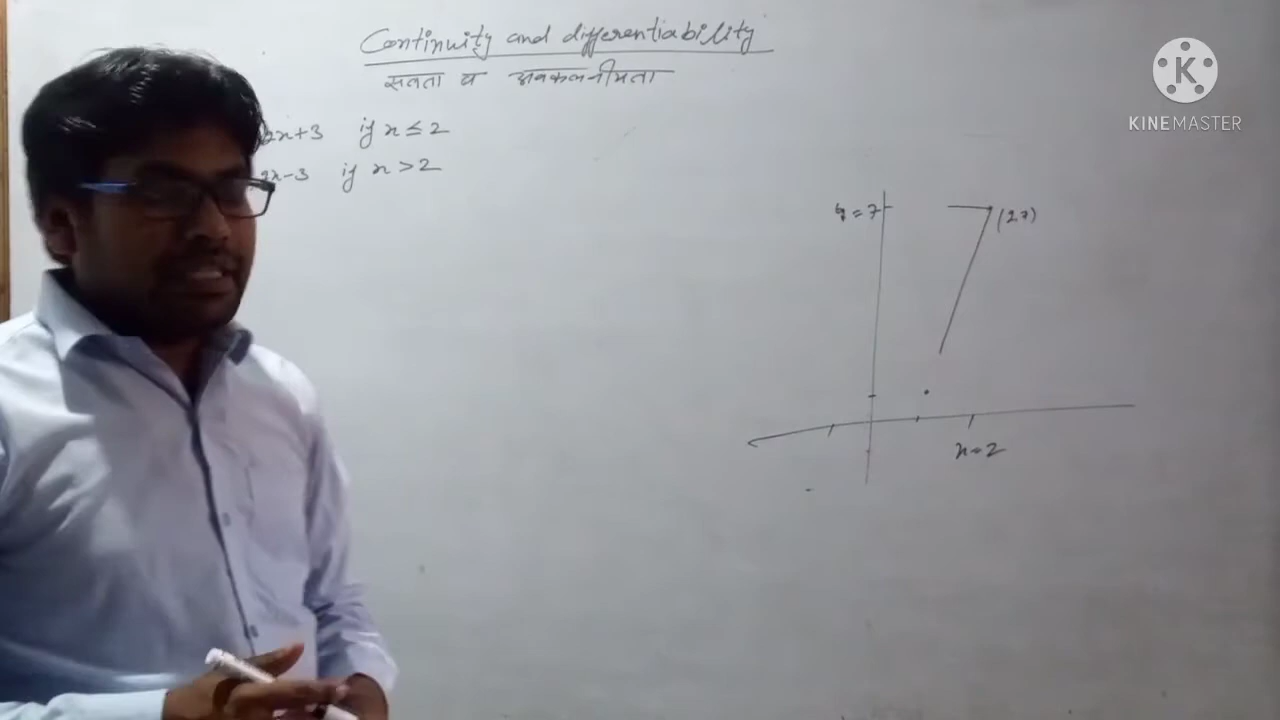 Continuity and differentiability
सतता व अवकलनीयता
2x+3 if x ≤ 2
2x-3 if x > 2
y = 7
(2,7)
x = 2
K
KINEMASTER